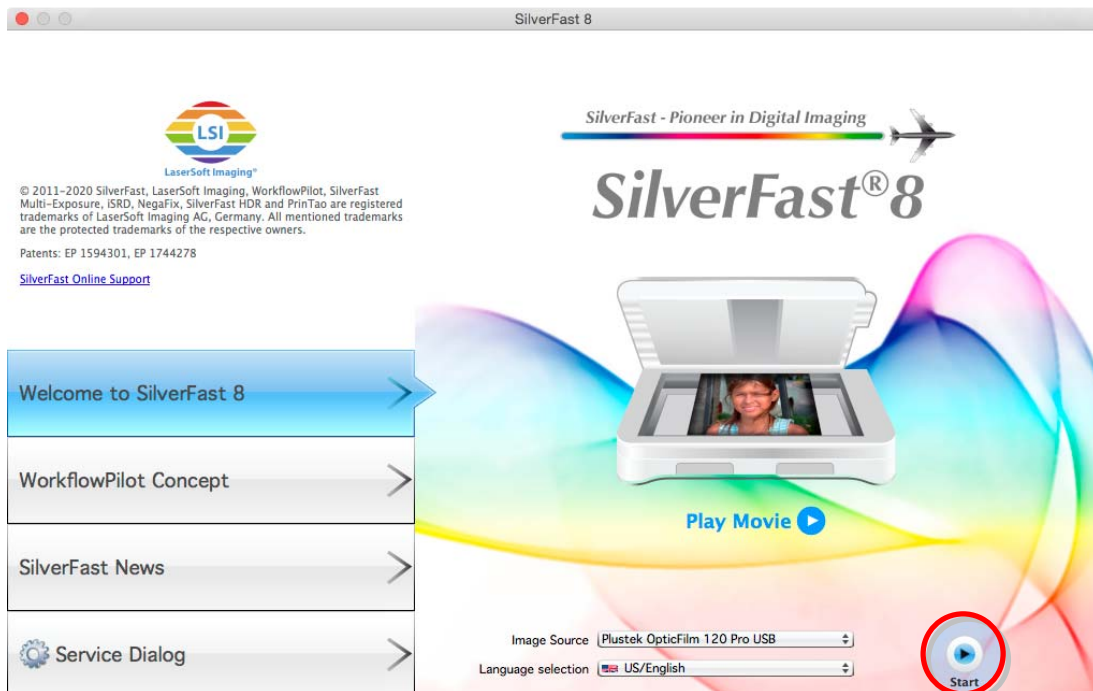 SilverFast 8
LSI
LaserSoft Imaging®
© 2011-2020 SilverFast, LaserSoft Imaging, WorkflowPilot, SilverFast
Multi-Exposure, iSRD, NegaFix, SilverFast HDR and PrinTao are registered
trademarks of LaserSoft Imaging AG, Germany. All mentioned trademarks
are the protected trademarks of the respective owners.
Patents: EP 1594301, EP 1744278
SilverFast Online Support
Welcome to SilverFast 8
WorkflowPilot Concept
SilverFast News
Service Dialog
SilverFast - Pioneer in Digital Imaging
SilverFast®8
Play Movie
Image Source Plustek OpticFilm 120 Pro USB
Language selection US/English
Start